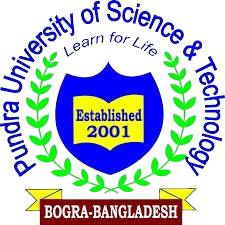 Pundra University of Science & Technology
Learn for Life
Established
2001
BOGRA-BANGLADESH